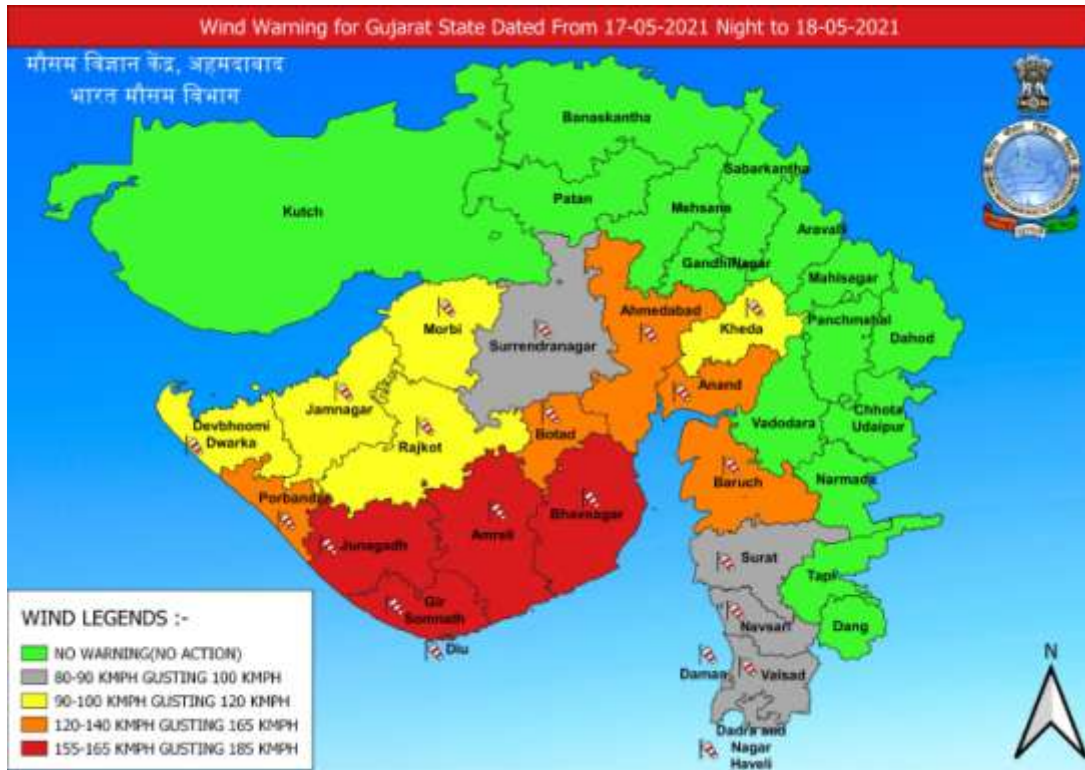 Wind Warning for Gujarat State Dated From 17-05-2021 Night to 18-05-2021
मौसम विज्ञान केंद्र, अहमदाबाद
भारत मौसम विभाग
Banaskantha
Sabarkantha
Kutch
Patan
Mehsana
Aravalli
GandhiNagar
Mahisagar
Ahmedabad
Panchmahal
Morbi
Kheda
Dahod
Surrendranagar
Jamnagar
Anand
Devbhoomi
Dwarka
Rajkot
Botad
Vadodara
Chhota
Udaipur
Baruch
Narmada
Porbandar
Bhavnagar
Amreli
Junagadh
Surat
Tapi
Gir
Somnath
Navsari
Dang
Diu
Daman
Valsad
Dadra and
Nagar
Haveli
WIND LEGENDS :-
NO WARNING(NO ACTION)
80-90 KMPH GUSTING 100 KMPH
90-100 KMPH GUSTING 120 KMPH
120-140 KMPH GUSTING 165 KMPH
155-165 KMPH GUSTING 185 KMPH
N